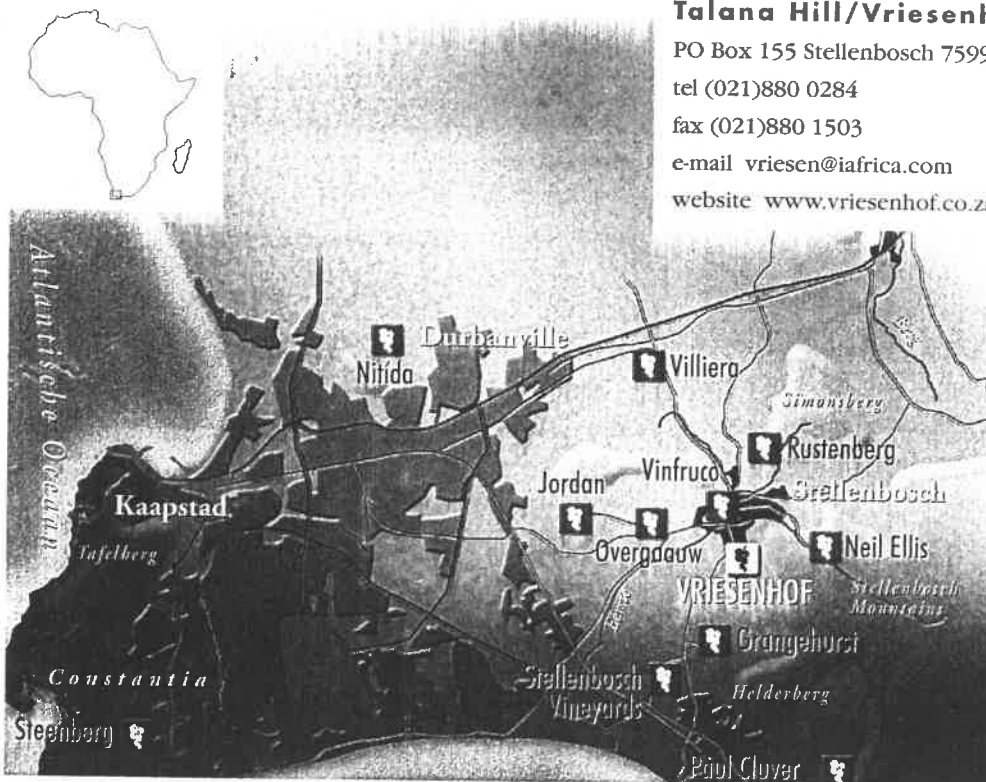 Talana Hill/Vriesenh
PO Box 155 Stellenbosch 7599
tel (021)880 0284
fax (021)880 1503
e-mail vriesen@iafrica.com
website www.vriesenhof.co.z
Atlantische Oceaan
Durbanville
Nitida
Villiera
Simonsberg
Rustenberg
Vinfruco
Jordan
Stellenbosch
Kaapstad
Overgaauw
Neil Ellis
Tafelberg
VRIESENHOF
Stellenbosch
Mountains
Eerste
Grangehurst
Constantia
Stellenbosch
Vineyards
Helderberg
Steenberg
Paul Cluver